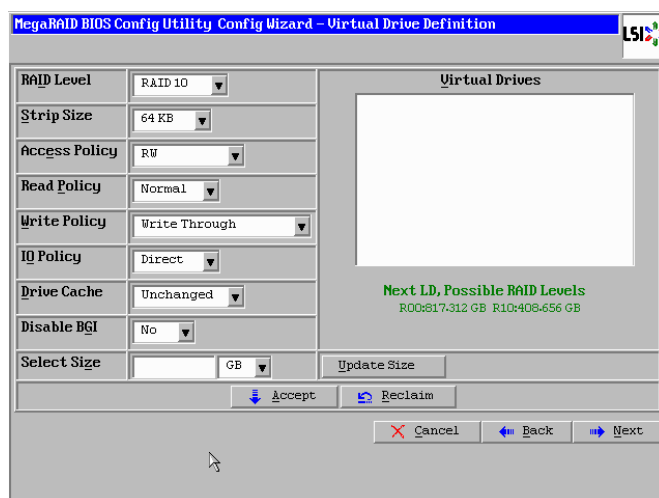 MegaRAID BIOS Config Utility Config Wizard – Virtual Drive Definition
LSI
RAID Level
RAID 10
Strip Size
64 KB
Access Policy
RW
Read Policy
Normal
Write Policy
Write Through
IO Policy
Direct
Drive Cache
Unchanged
Disable BGI
No
Select Size
GB
Virtual Drives
Next LD, Possible RAID Levels
R00:817.312 GB R10:408.656 GB
Update Size
Accept
Reclaim
Cancel
Back
Next